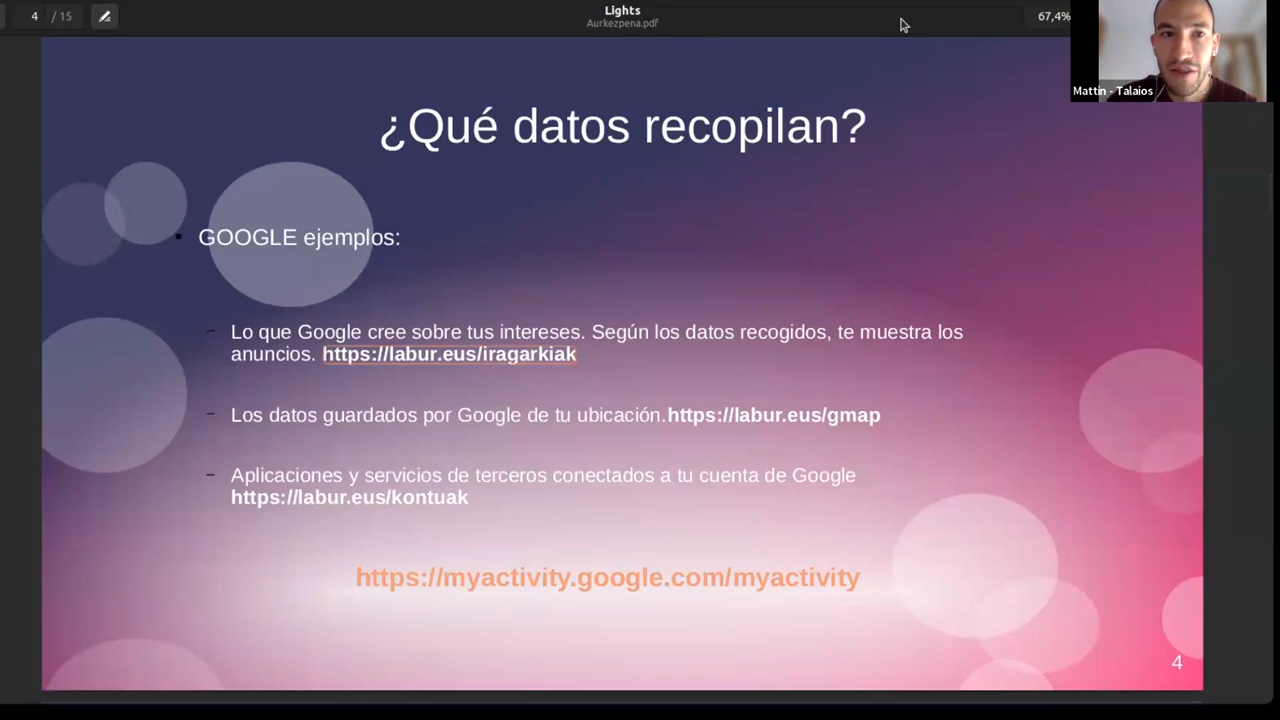 4 / 15
Lights
Aurkezpena.pdf
67,4%
Mattin - Talaios
¿Qué datos recopilan?
GOOGLE ejemplos:
Lo que Google cree sobre tus intereses. Según los datos recogidos, te muestra los
anuncios. https://labur.eus/iragarkiak
Los datos guardados por Google de tu ubicación.https://labur.eus/gmap
Aplicaciones y servicios de terceros conectados a tu cuenta de Google
https://labur.eus/kontuak
https://myactivity.google.com/myactivity
4